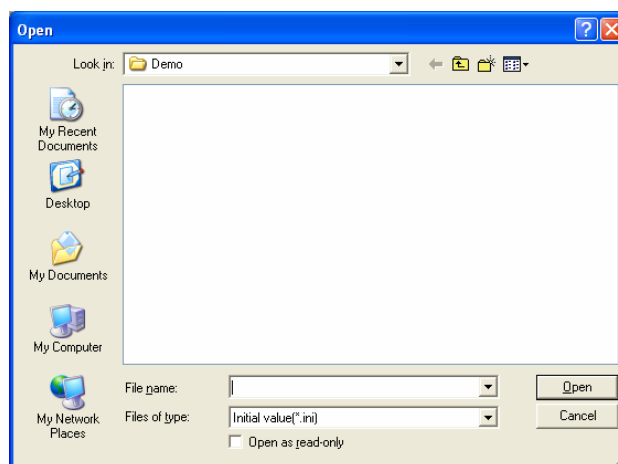 Open
Look in: Demo
My Recent
Documents
Desktop
My Documents
My Computer
My Network
Places
File name:
Open
Files of type: Initial value(*.ini)
Cancel
Open as read-only